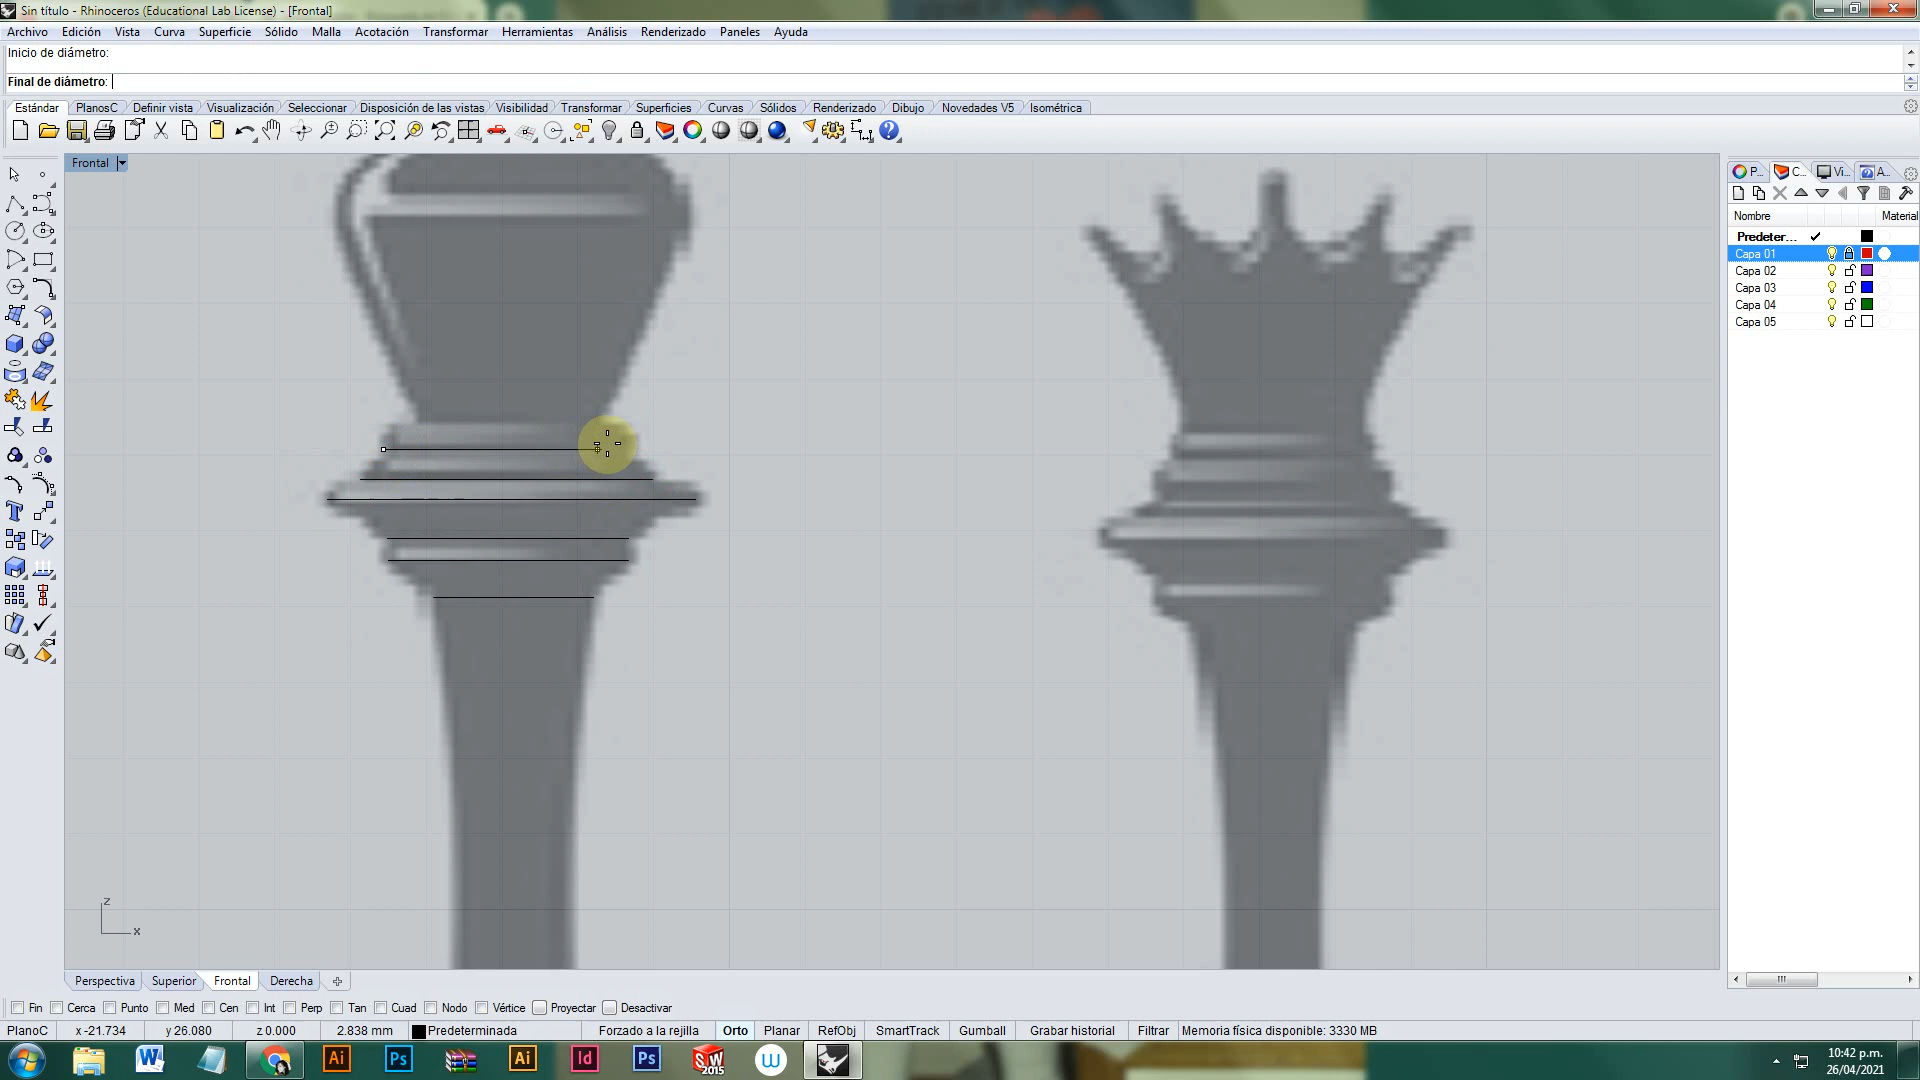 Sin título - Rhinoceros (Educational Lab License) - [Frontal]
Archivo Edición Vista Curva Superficie Sólido Malla Acotación Transformar Herramientas Análisis Renderizado Paneles Ayuda
Inicio de diámetro:
Final de diámetro:
Estándar PlanosC Definir vista Visualización Seleccionar Disposición de las vistas Visibilidad Transformar Superficies Curvas Sólidos Renderizado Dibujo Novedades V5 Isométrica
Frontal
P... C... Vi... A...
Nombre Material
Predeter...
Capa 01
Capa 02
Capa 03
Capa 04
Capa 05
z
x
Perspectiva Superior Frontal Derecha
Fin Cerca Punto Med Cen Int Perp Tan Cuad Nodo Vértice Proyectar Desactivar
PlanoC x -21.734 y 26.080 z 0.000 2.838 mm Predeterminada Forzado a la rejilla Orto Planar RefObj SmartTrack Gumball Grabar historial Filtrar Memoria física disponible: 3330 MB
W Ai Ps Ai Id Ps SW 2015 W
10:42 p.m.
26/04/2021